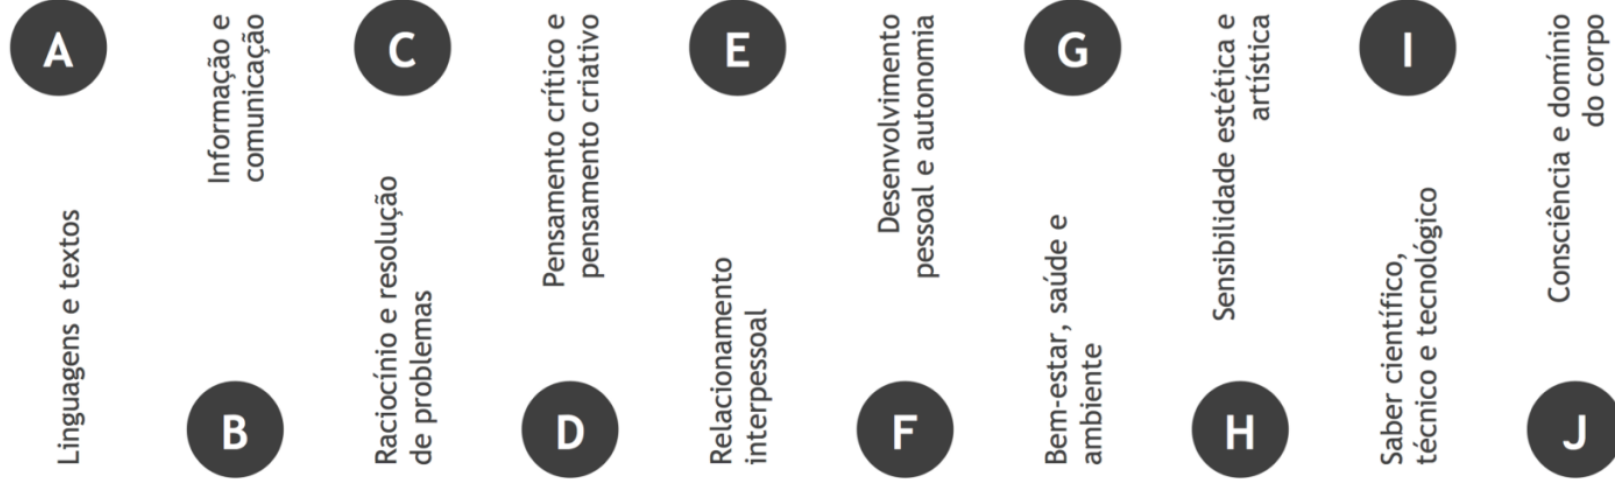 A
Linguagens e textos
B
Informação e
comunicação
C
Raciocínio e resolução
de problemas
D
Pensamento crítico e
pensamento criativo
E
Relacionamento
interpessoal
F
Desenvolvimento
pessoal e autonomia
G
Bem-estar, saúde e
ambiente
H
Sensibilidade estética e
artística
I
Saber científico,
técnico e tecnológico
J
Consciência e domínio
do corpo